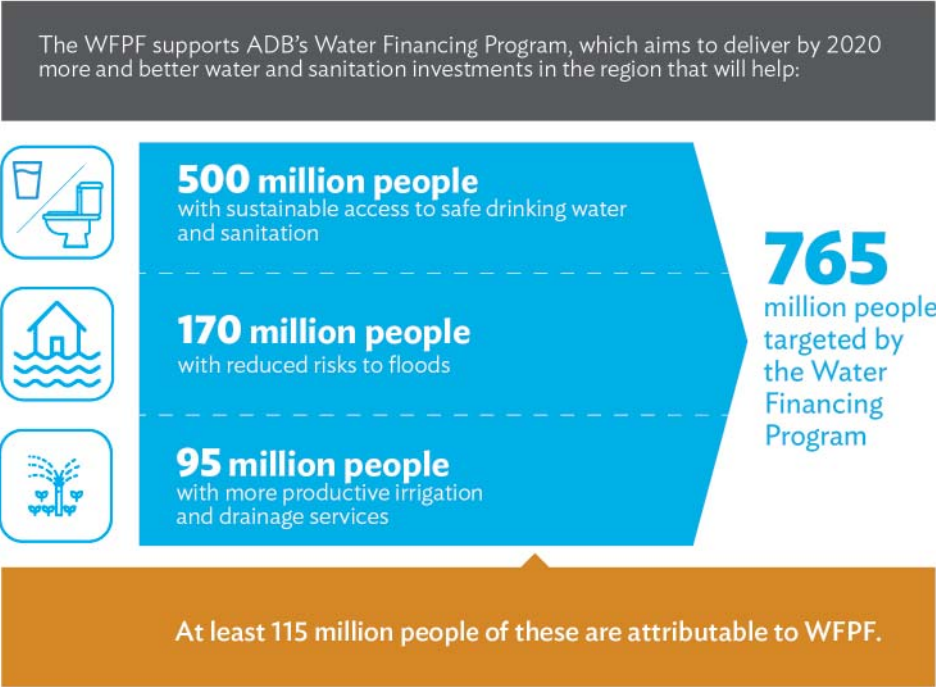 The WFPF supports ADB's Water Financing Program, which aims to deliver by 2020
more and better water and sanitation investments in the region that will help:
500 million people
with sustainable access to safe drinking water
and sanitation
170 million people
with reduced risks to floods
95 million people
with more productive irrigation
and drainage services
765
million people
targeted by
the Water
Financing
Program
At least 115 million people of these are attributable to WFPF.